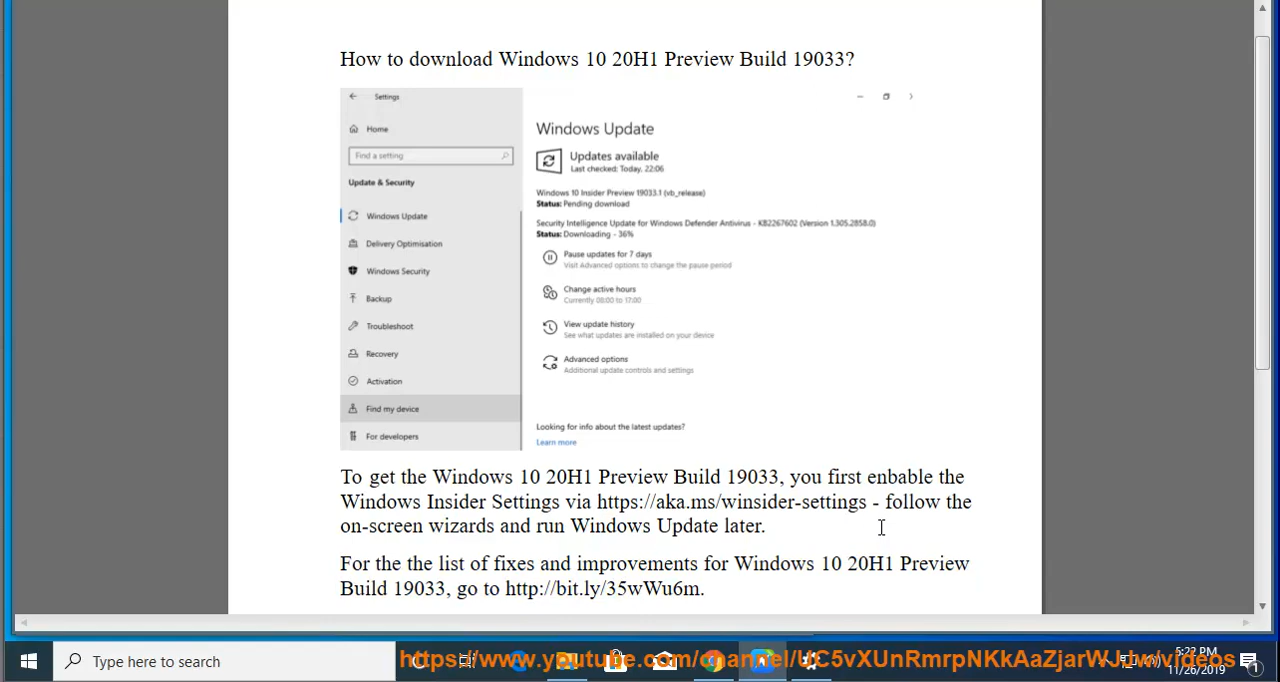 How to download Windows 10 20H1 Preview Build 19033?
Settings
Home
Find a setting
Update & Security
Windows Update
Delivery Optimisation
Windows Security
Backup
Troubleshoot
Recovery
Activation
Find my device
For developers
Windows Update
Updates available
Last checked: Today, 22:06
Windows 10 Insider Preview 19033.1 (vb_release)
Status: Pending download
Security Intelligence Update for Windows Defender Antivirus - KB2267602 (Version 1.305.2858.0)
Status: Downloading - 36%
Pause updates for 7 days
Visit Advanced options to change the pause period
Change active hours
Currently 08:00 to 17:00
View update history
See what updates are installed on your device
Advanced options
Additional update controls and settings
Looking for info about the latest updates?
Learn more
To get the Windows 10 20H1 Preview Build 19033, you first enbable the
Windows Insider Settings via https://aka.ms/winsider-settings - follow the
on-screen wizards and run Windows Update later.
For the the list of fixes and improvements for Windows 10 20H1 Preview
Build 19033, go to http://bit.ly/35wWu6m.
Type here to search
5:22 PM
11/26/2019
1